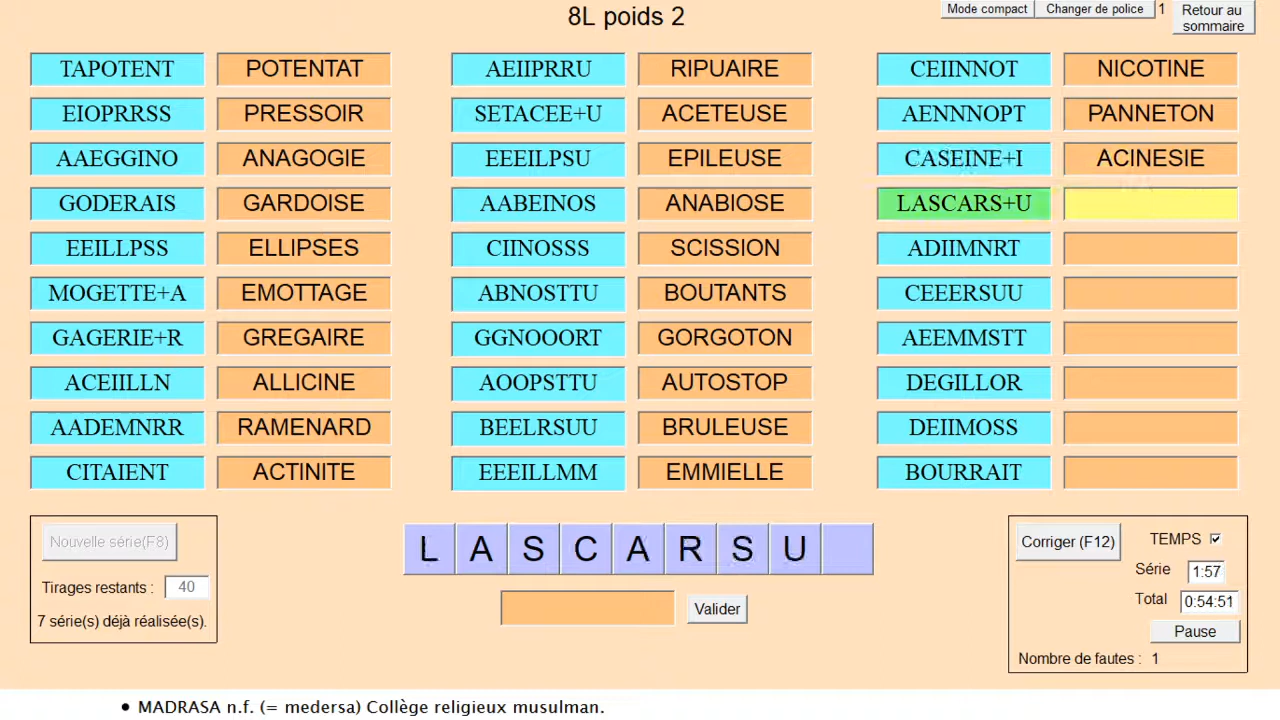 8L poids 2
Mode compact Changer de police 1 Retour au sommaire
TAPOTENT POTENTAT AEIIPRRU RIPUAIRE CEIINNOT NICOTINE
EIOPRRSS PRESSOIR SETACEE+U ACETEUSE AENNNOPT PANNETON
AAEGGINO ANAGOGIE EEEILPSU EPILEUSE CASEINE+I ACINESIE
GODERAIS GARDOISE AABEINOS ANABIOSE LASCARS+U
EEILLPSS ELLIPSES CIINOSSS SCISSION ADIIMNRT
MOGETTE+A EMOTTAGE ABNOSTTU BOUTANTS CEEERSUU
GAGERIE+R GREGAIRE GGNOOORT GORGOTON AEEMMSTT
ACEIILLN ALLICINE AOOPSTTU AUTOSTOP DEGILLOR
AADEMNRR RAMENARD BEELRSUU BRULEUSE DEIIMOSS
CITAIENT ACTINITE EEEILLMM EMMIELLE BOURRAIT
Nouvelle série(F8)
Tirages restants : 40
7 série(s) déjà réalisée(s).
L A S C A R S U
Valider
Corriger (F12) TEMPS
Série 1:57
Total 0:54:51
Pause
Nombre de fautes : 1
• MADRASA n.f. (= medersa) Collège religieux musulman.